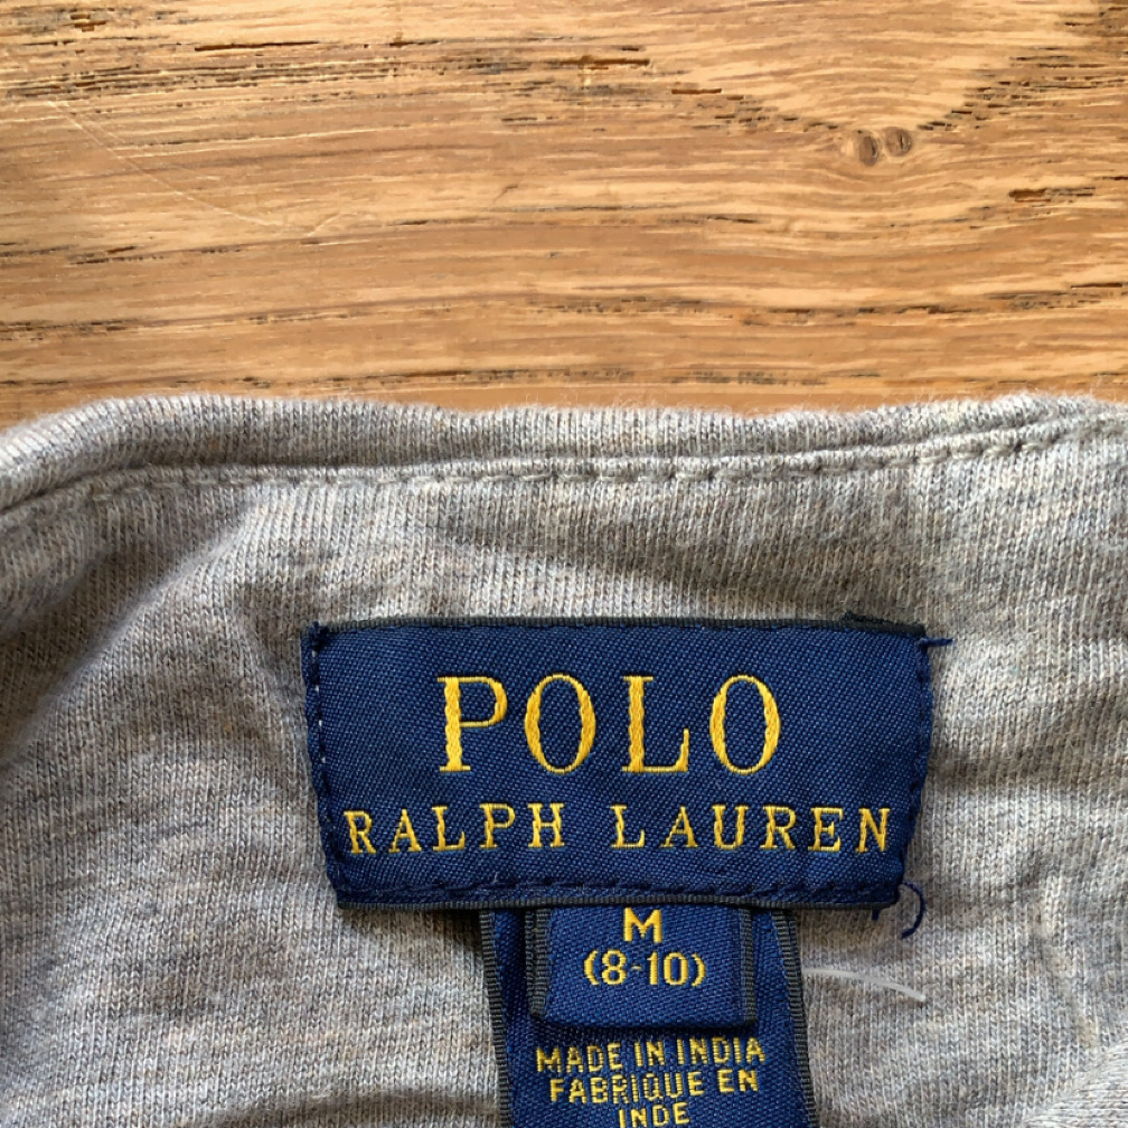 POLO
RALPH LAUREN
M
(8-10)
MADE IN INDIA
FABRIQUE EN
INDE